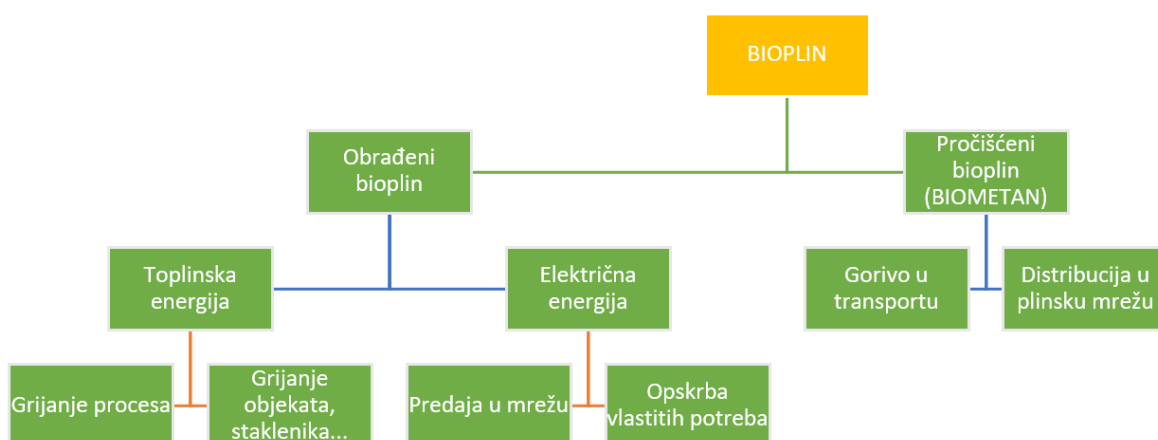 BIOPLIN
Obrađeni
bioplin
Pročišćeni
bioplin
(BIOMETAN)
Toplinska
energija
Električna
energija
Gorivo u
transportu
Distribucija u
plinsku mrežu
Grijanje procesa
Grijanje
objekata,
staklenika...
Predaja u mrežu
Opskrba
vlastitih potreba